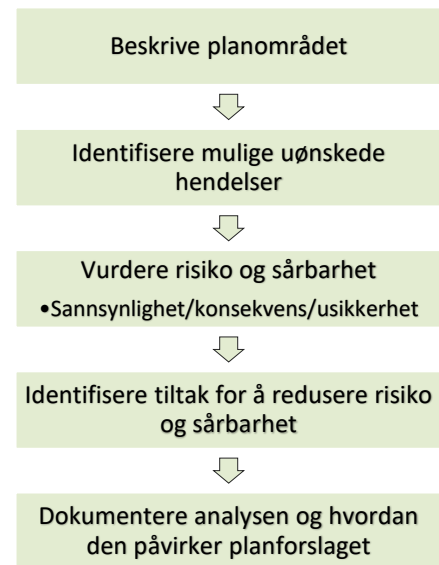 Beskrive planområdet
Identifisere mulige uønskede
hendelser
Vurdere risiko og sårbarhet
•Sannsynlighet/konsekvens/usikkerhet
Identifisere tiltak for å redusere risiko
og sårbarhet
Dokumentere analysen og hvordan
den påvirker planforslaget